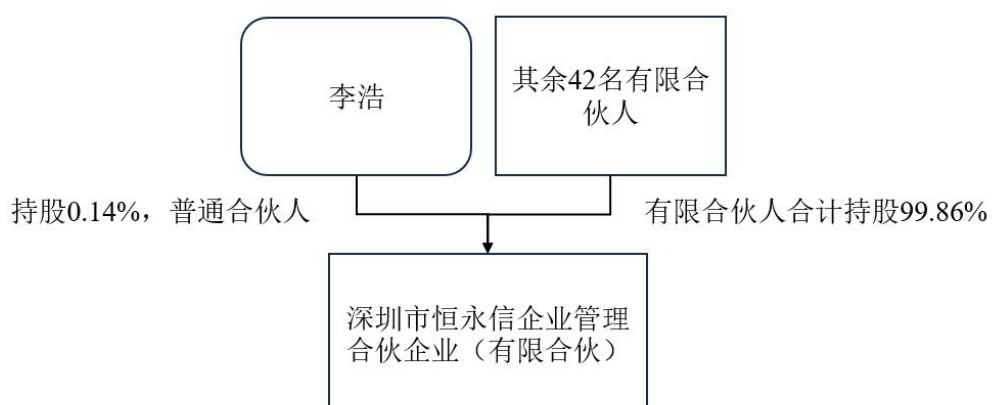 李浩
其余42名有限合
伙人
持股0.14%，普通合伙人
有限合伙人合计持股99.86%
深圳市恒永信企业管理
合伙企业（有限合伙）